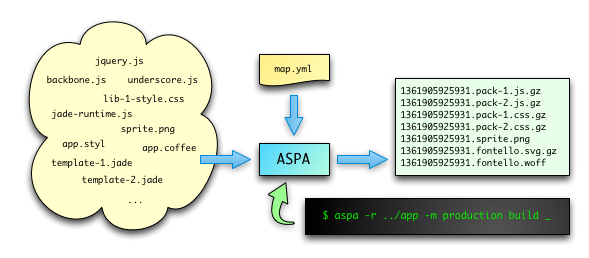 jquery.js
backbone.js underscore.js
lib-1-style.css
jade-runtime.js
sprite.png
app.styl app.coffee
template-1.jade
template-2.jade
...
map.yml
ASPA
1361905925931.pack-1.js.gz
1361905925931.pack-2.js.gz
1361905925931.pack-1.css.gz
1361905925931.pack-2.css.gz
1361905925931.sprite.png
1361905925931.fontello.svg.gz
1361905925931.fontello.woff
$ aspa -r ../app -m production build _